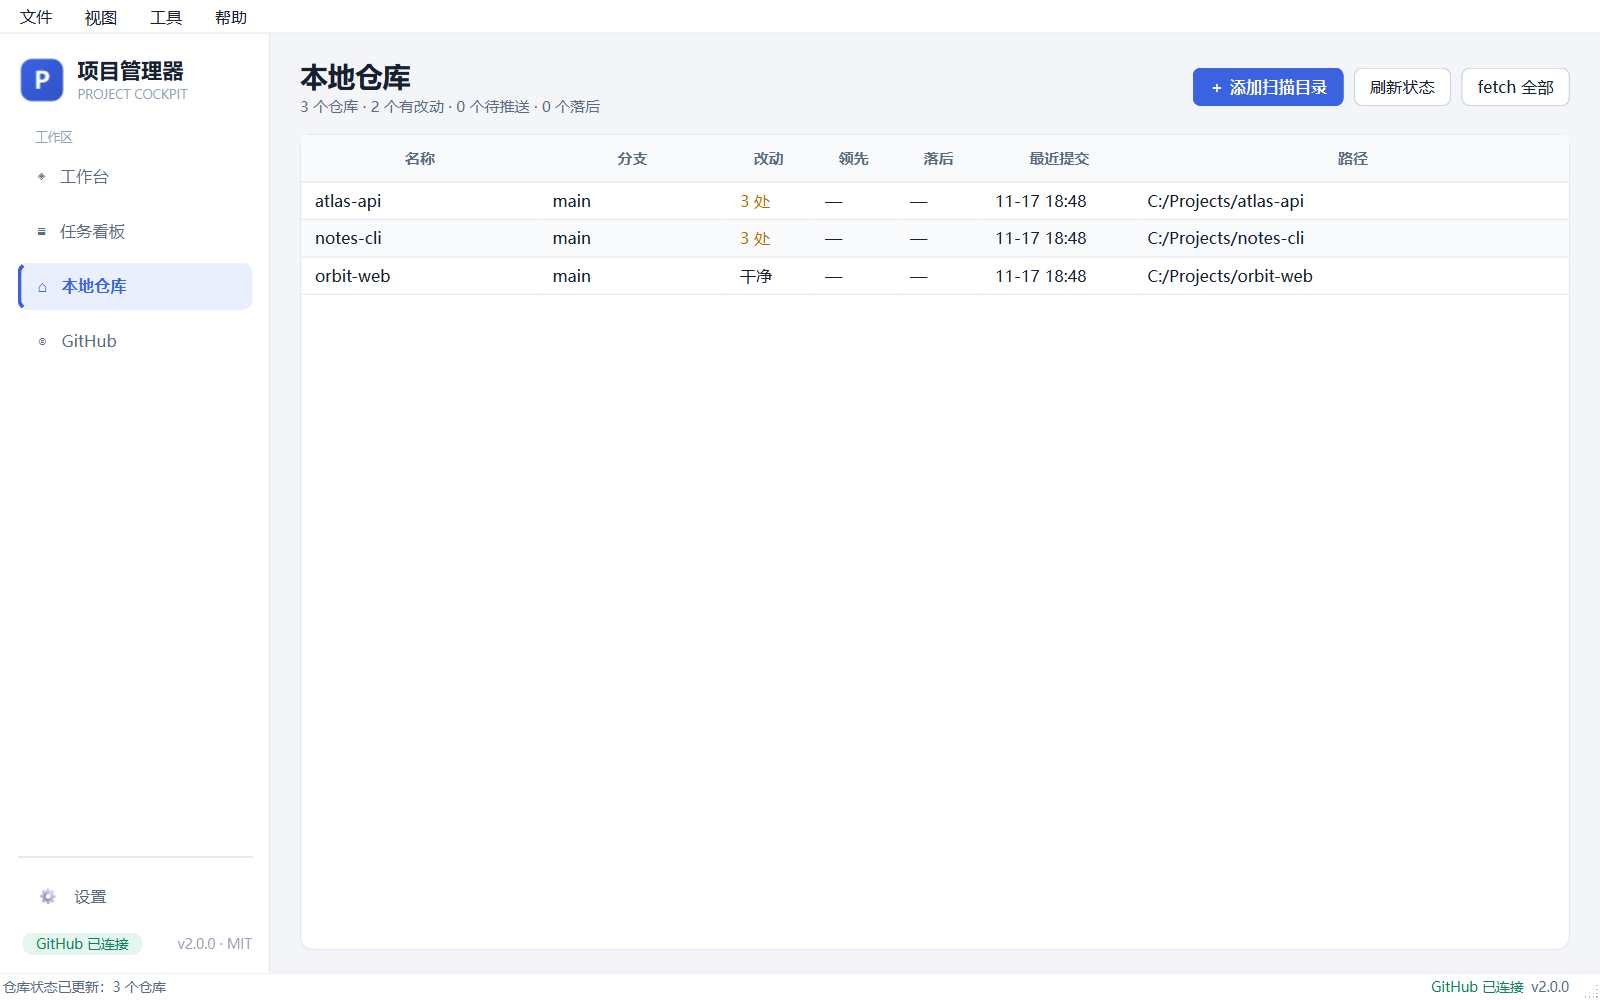 文件 视图 工具 帮助
P 项目管理器
PROJECT COCKPIT
工作区
工作台
任务看板
本地仓库
GitHub
设置
GitHub 已连接 v2.0.0 · MIT
本地仓库
3 个仓库 · 2 个有改动 · 0 个待推送 · 0 个落后
+ 添加扫描目录 刷新状态 fetch 全部
名称 分支 改动 领先 落后 最近提交 路径
atlas-api main 3 处 — — 11-17 18:48 C:/Projects/atlas-api
notes-cli main 3 处 — — 11-17 18:48 C:/Projects/notes-cli
orbit-web main 干净 — — 11-17 18:48 C:/Projects/orbit-web
仓库状态已更新：3 个仓库 GitHub 已连接 v2.0.0